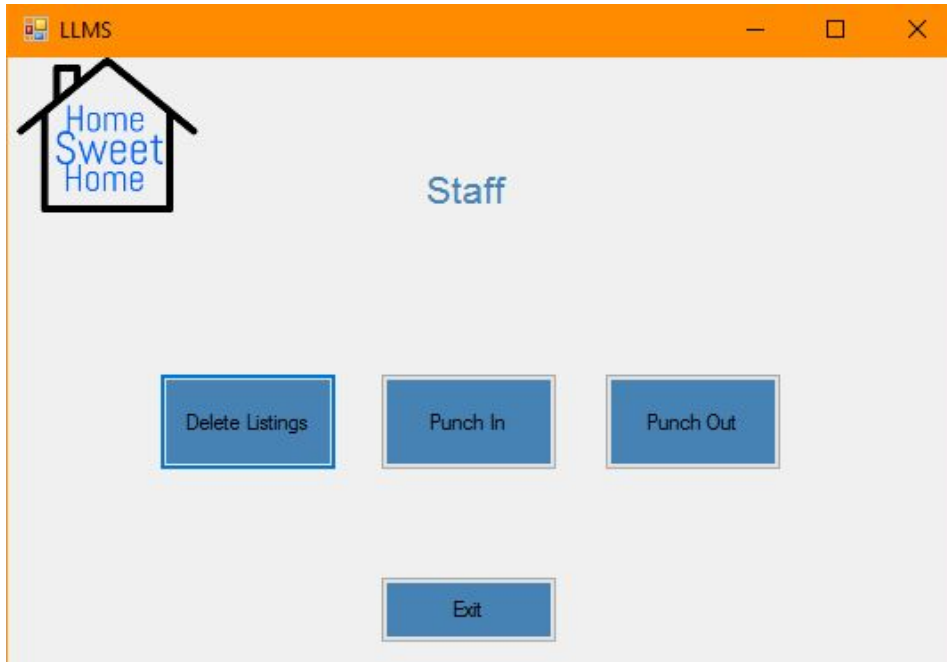 LLMS
Home
Sweet
Home
Staff
Delete Listings
Punch In
Punch Out
Exit